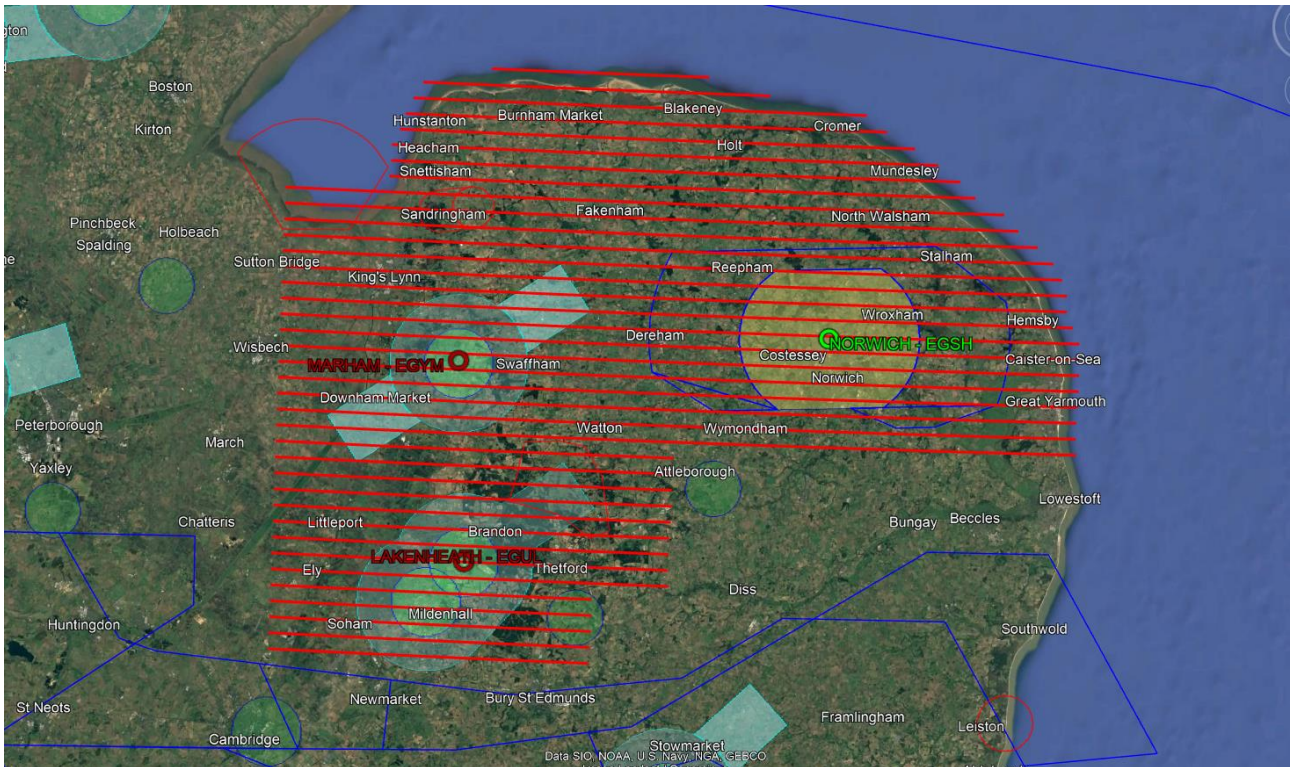 Boston
Kirton
Hunstanton
Burnham Market
Blakeney
Cromer
Heacham
Holt
Snettisham
Mundesley
Sandringham
Fakenham
North Walsham
Pinchbeck
Spalding
Holbeach
Sutton Bridge
King's Lynn
Reepham
Stalham
Wroxham
Hemsby
Wisbech
Dereham
NORWICH - EGSH
MARHAM - EGYM
Swaffham
Costessey
Caister-on-Sea
Norwich
Downham Market
Great Yarmouth
Peterborough
March
Watton
Wymondham
Yaxley
Attleborough
Lowestoft
Chatteris
Littleport
Brandon
Bungay
Beccles
LAKENHEATH - EGUL
Ely
Thetford
Diss
Huntingdon
Soham
Mildenhall
Southwold
St Neots
Newmarket
Bury St Edmunds
Framlingham
Leiston
Cambridge
Stowmarket
Data SIO, NOAA, U.S. Navy, NGA, GEBCO